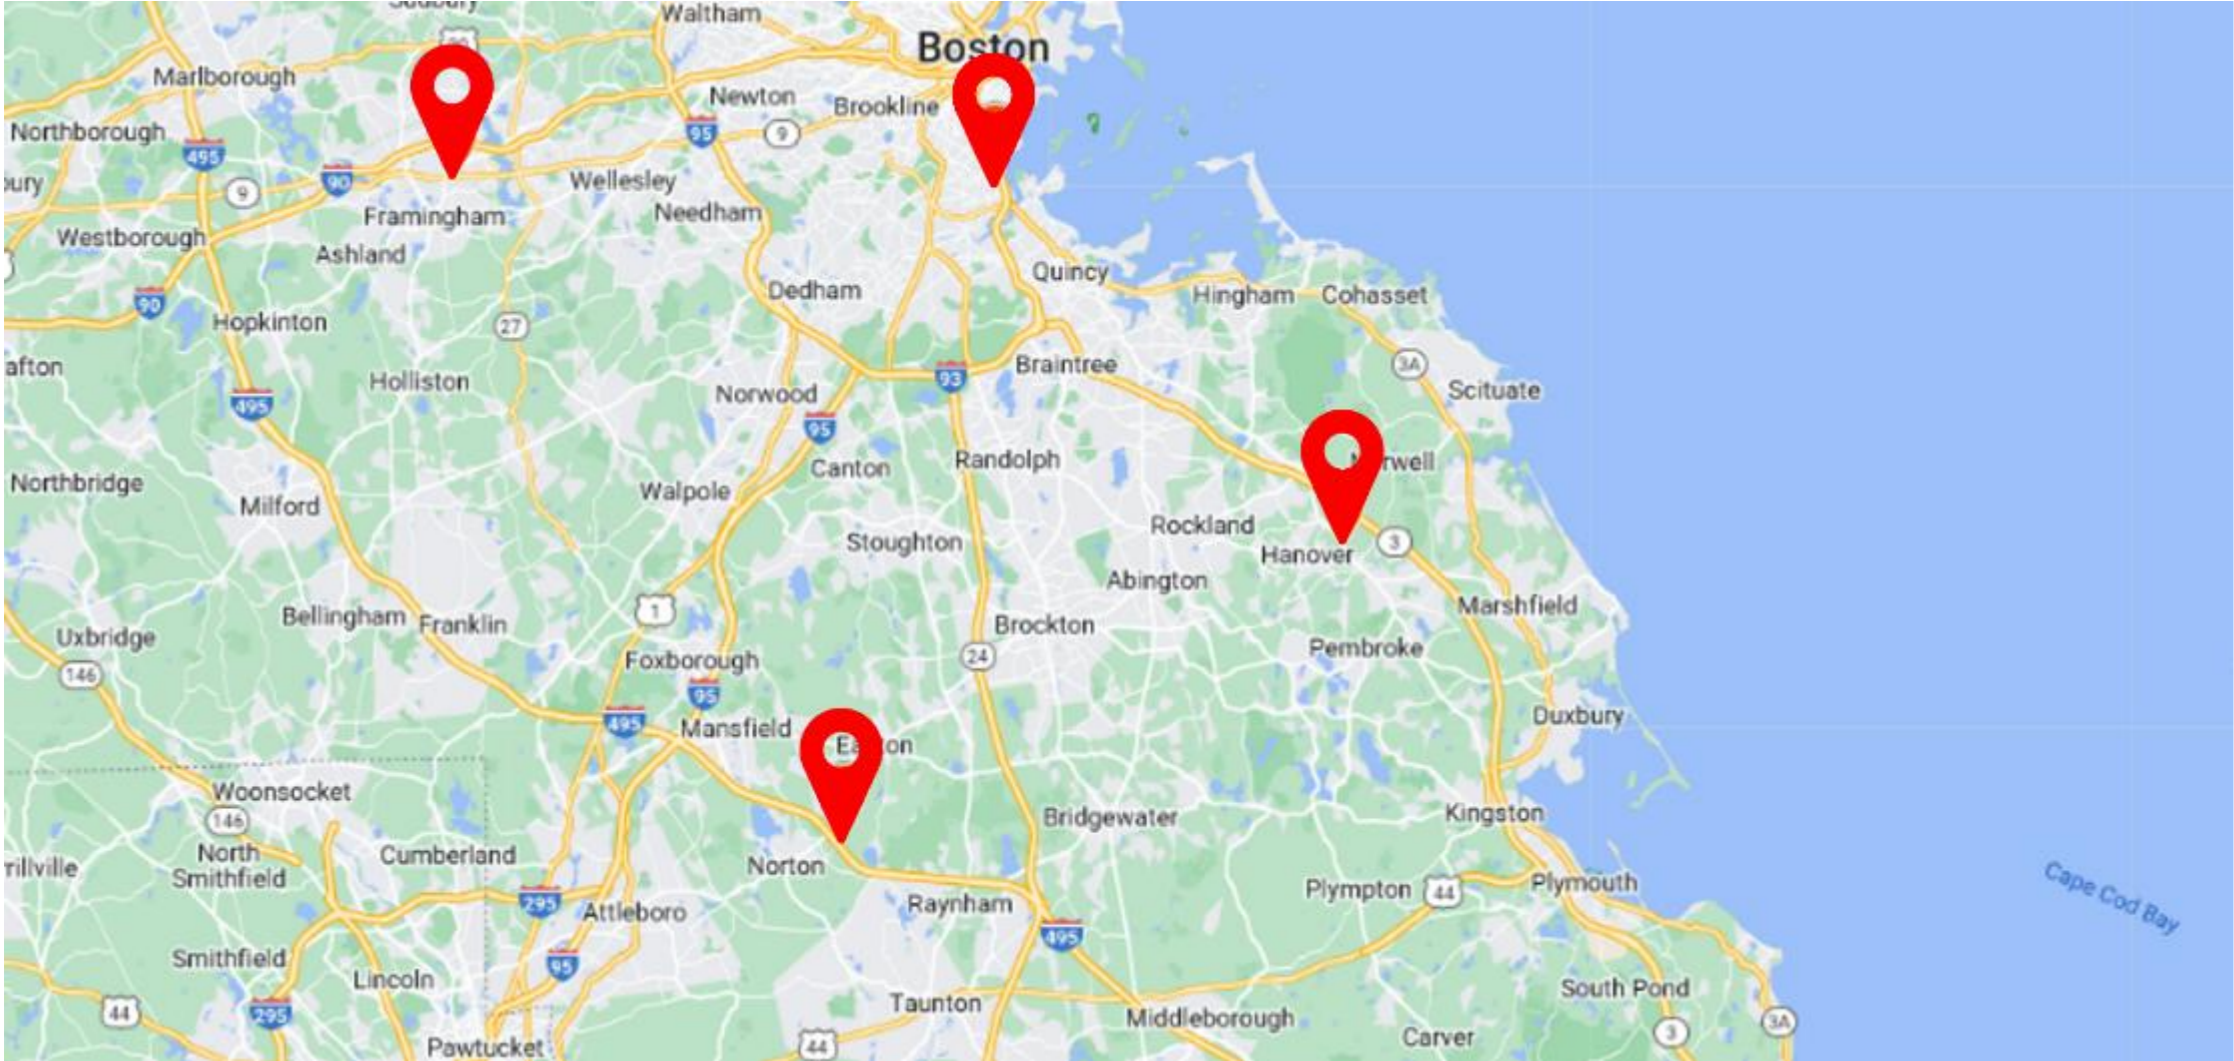 Sudbury
Waltham
Boston
Marlborough
Newton
Brookline
Northborough
95
9
495
90
9
Wellesley
Framingham
Needham
Westborough
Ashland
Quincy
Dedham
Hingham
Cohasset
90
Hopkinton
27
Braintree
3A
afton
Holliston
93
Scituate
Norwood
495
95
Canton
Randolph
Northbridge
Walpole
Milford
Rockland
Stoughton
3
Hanover
Abington
Marshfield
Bellingham
Franklin
1
Uxbridge
Brockton
Pembroke
24
Foxborough
146
95
495
Mansfield
Duxbury
Woonsocket
146
Bridgewater
Kingston
North
Smithfield
Cumberland
Norton
rillville
Plympton
44
Plymouth
Cape Cod Bay
295
Attleboro
Raynham
495
Smithfield
95
Lincoln
South Pond
Taunton
44
295
Middleborough
3A
3
Carver
Pawtucket
44